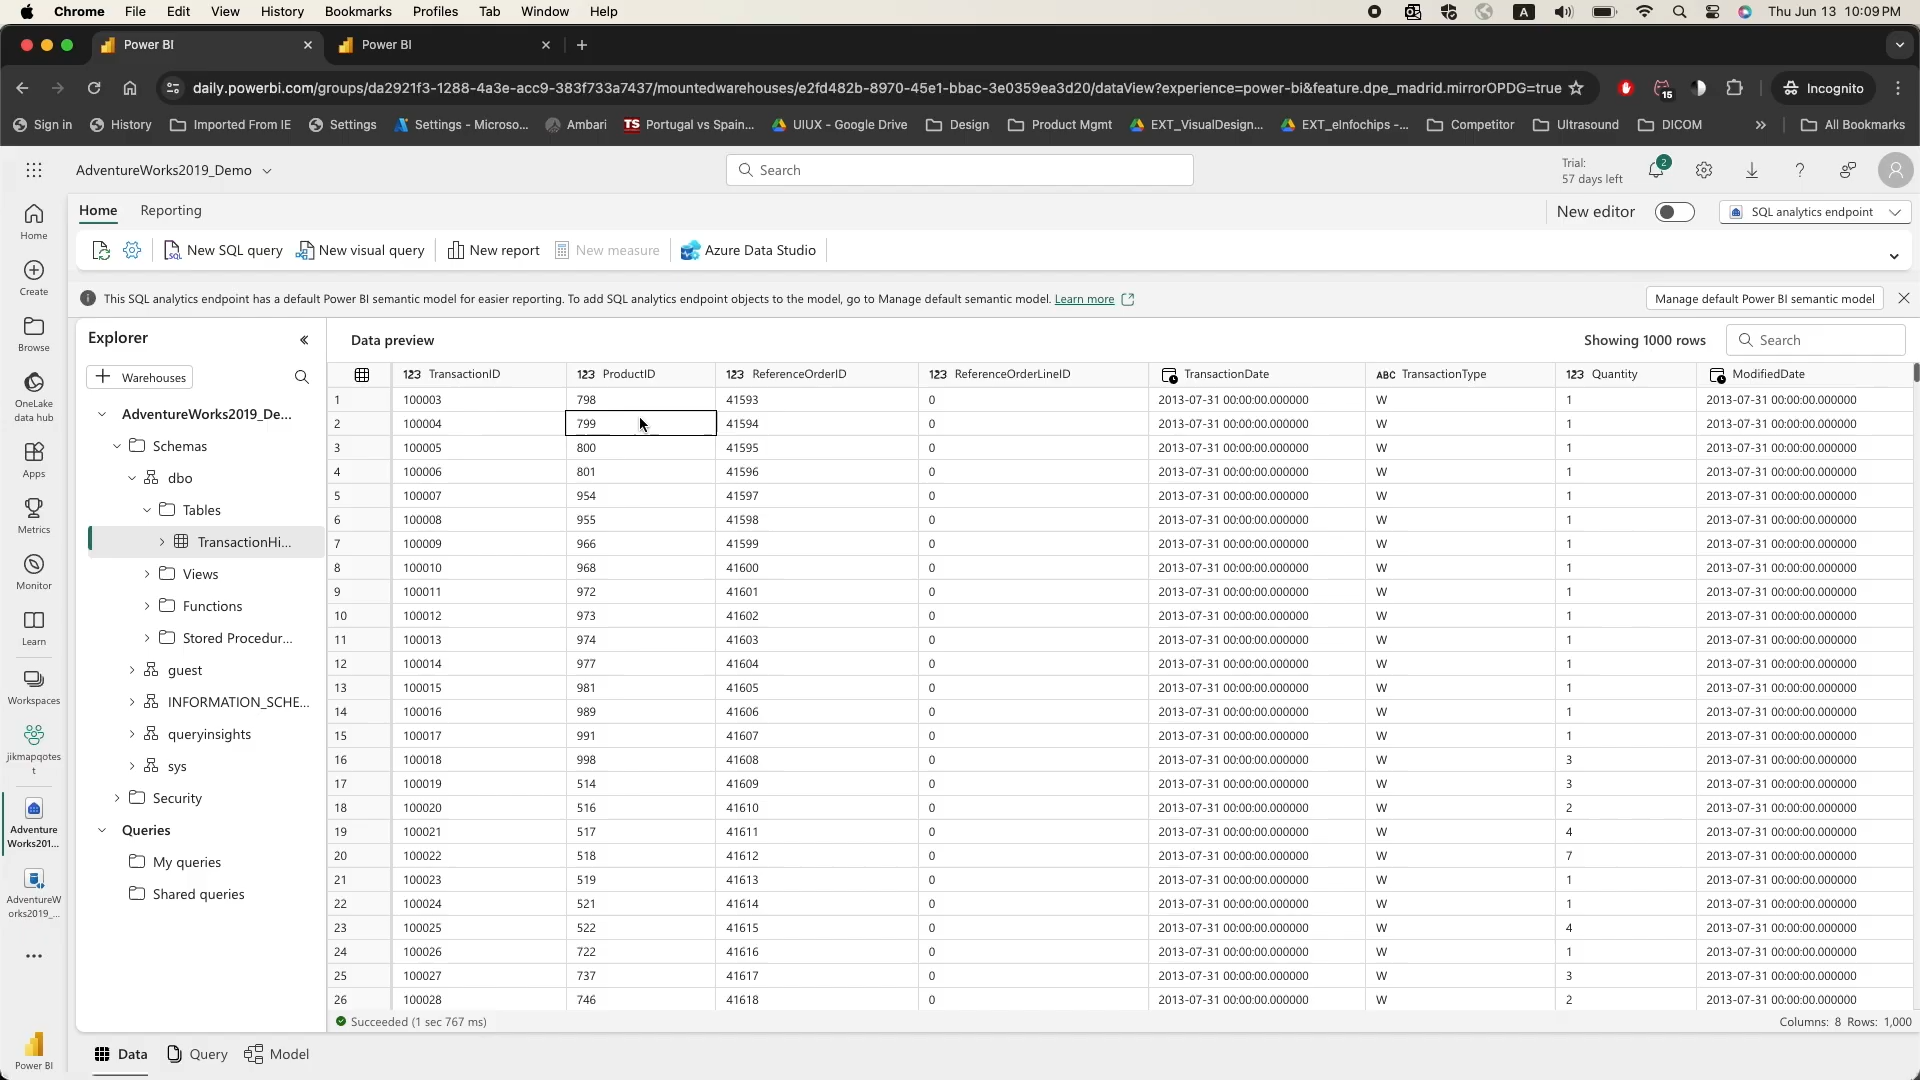 Chrome File Edit View History Bookmarks Profiles Tab Window Help A Thu Jun 13 10:09 PM
Power BI Power BI
daily.powerbi.com/groups/da2921f3-1288-4a3e-acc9-383f733a7437/mountedwarehouses/e2fd482b-8970-45e1-bbac-3e0359ea3d20/dataView?experience=power-bi&feature.dpe_madrid.mirrorOPDG=true 15 Incognito
Sign in History Imported From IE Settings Settings - Microso... Ambari TS Portugal vs Spain... UIUX - Google Drive Design Product Mgmt EXT_VisualDesign... EXT_eInfochips -... Competitor Ultrasound DICOM » All Bookmarks
AdventureWorks2019_Demo Search Trial: 57 days left 2 ?
Home Reporting New editor SQL analytics endpoint
New SQL query New visual query New report New measure Azure Data Studio
This SQL analytics endpoint has a default Power BI semantic model for easier reporting. To add SQL analytics endpoint objects to the model, go to Manage default semantic model. Learn more Manage default Power BI semantic model
Home
Create
Browse
OneLake
data hub
Apps
Metrics
Monitor
Learn
Workspaces
jikmapqotes
t
Adventure
Works201...
AdventureW
orks2019_...
Power BI
Explorer
+ Warehouses
AdventureWorks2019_De...
Schemas
dbo
Tables
TransactionHi...
Views
Functions
Stored Procedur...
guest
INFORMATION_SCHE...
queryinsights
sys
Security
Queries
My queries
Shared queries
Data preview Showing 1000 rows Search
123 TransactionID 123 ProductID 123 ReferenceOrderID 123 ReferenceOrderLineID TransactionDate ABC TransactionType 123 Quantity ModifiedDate
1 100003 798 41593 0 2013-07-31 00:00:00.000000 W 1 2013-07-31 00:00:00.000000
2 100004 799 41594 0 2013-07-31 00:00:00.000000 W 1 2013-07-31 00:00:00.000000
3 100005 800 41595 0 2013-07-31 00:00:00.000000 W 1 2013-07-31 00:00:00.000000
4 100006 801 41596 0 2013-07-31 00:00:00.000000 W 1 2013-07-31 00:00:00.000000
5 100007 954 41597 0 2013-07-31 00:00:00.000000 W 1 2013-07-31 00:00:00.000000
6 100008 955 41598 0 2013-07-31 00:00:00.000000 W 1 2013-07-31 00:00:00.000000
7 100009 966 41599 0 2013-07-31 00:00:00.000000 W 1 2013-07-31 00:00:00.000000
8 100010 968 41600 0 2013-07-31 00:00:00.000000 W 1 2013-07-31 00:00:00.000000
9 100011 972 41601 0 2013-07-31 00:00:00.000000 W 1 2013-07-31 00:00:00.000000
10 100012 973 41602 0 2013-07-31 00:00:00.000000 W 1 2013-07-31 00:00:00.000000
11 100013 974 41603 0 2013-07-31 00:00:00.000000 W 1 2013-07-31 00:00:00.000000
12 100014 977 41604 0 2013-07-31 00:00:00.000000 W 1 2013-07-31 00:00:00.000000
13 100015 981 41605 0 2013-07-31 00:00:00.000000 W 1 2013-07-31 00:00:00.000000
14 100016 989 41606 0 2013-07-31 00:00:00.000000 W 1 2013-07-31 00:00:00.000000
15 100017 991 41607 0 2013-07-31 00:00:00.000000 W 1 2013-07-31 00:00:00.000000
16 100018 998 41608 0 2013-07-31 00:00:00.000000 W 3 2013-07-31 00:00:00.000000
17 100019 514 41609 0 2013-07-31 00:00:00.000000 W 3 2013-07-31 00:00:00.000000
18 100020 516 41610 0 2013-07-31 00:00:00.000000 W 2 2013-07-31 00:00:00.000000
19 100021 517 41611 0 2013-07-31 00:00:00.000000 W 4 2013-07-31 00:00:00.000000
20 100022 518 41612 0 2013-07-31 00:00:00.000000 W 7 2013-07-31 00:00:00.000000
21 100023 519 41613 0 2013-07-31 00:00:00.000000 W 1 2013-07-31 00:00:00.000000
22 100024 521 41614 0 2013-07-31 00:00:00.000000 W 1 2013-07-31 00:00:00.000000
23 100025 522 41615 0 2013-07-31 00:00:00.000000 W 4 2013-07-31 00:00:00.000000
24 100026 722 41616 0 2013-07-31 00:00:00.000000 W 1 2013-07-31 00:00:00.000000
25 100027 737 41617 0 2013-07-31 00:00:00.000000 W 3 2013-07-31 00:00:00.000000
26 100028 746 41618 0 2013-07-31 00:00:00.000000 W 2 2013-07-31 00:00:00.000000
Succeeded (1 sec 767 ms) Columns: 8 Rows: 1,000
Data Query Model